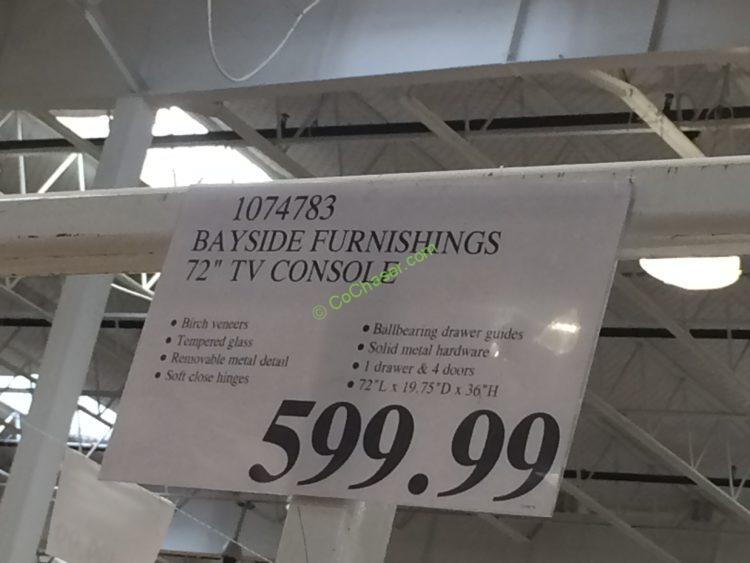 1074783
BAYSIDE FURNISHINGS
72" TV CONSOLE
© CoChaser.com
• Birch veneers
• Tempered glass
• Removable metal detail
• Soft close hinges
• Ballbearing drawer guides
• Solid metal hardware
• 1 drawer & 4 doors
• 72"L x 19.75"D x 36"H
599.99